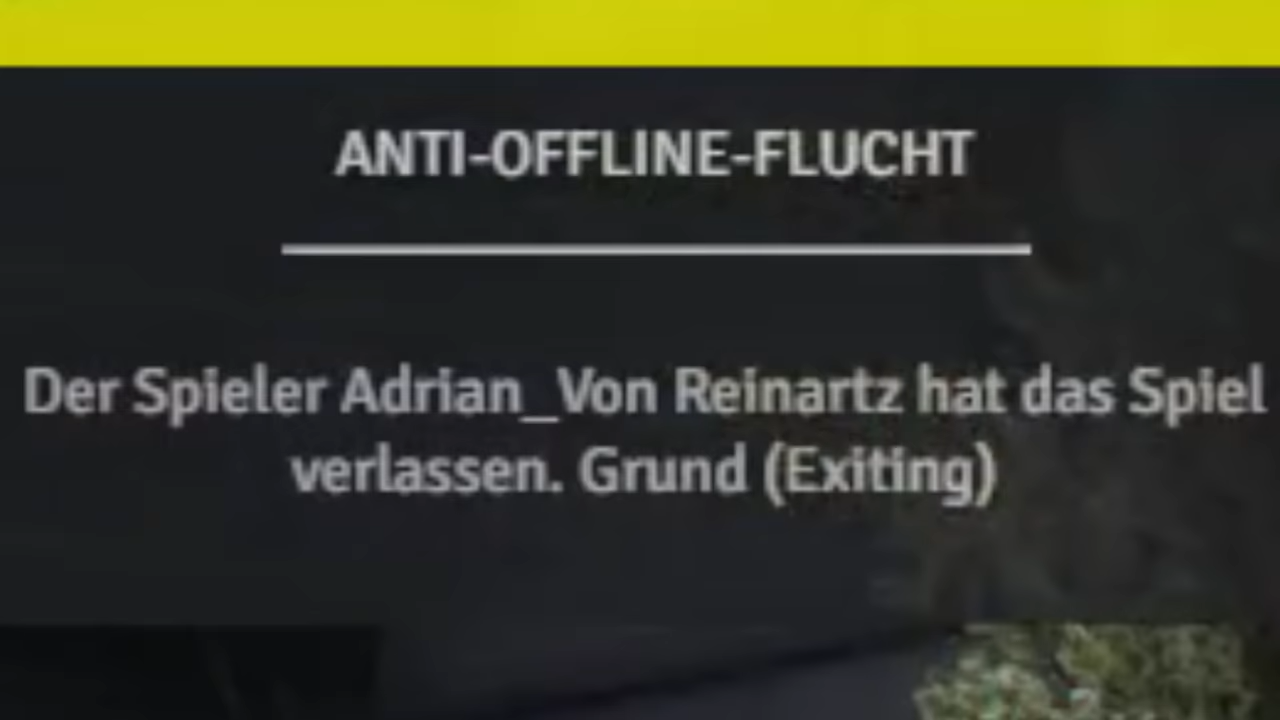 ANTI-OFFLINE-FLUCHT
Der Spieler Adrian_Von Reinartz hat das Spiel
verlassen. Grund (Exiting)